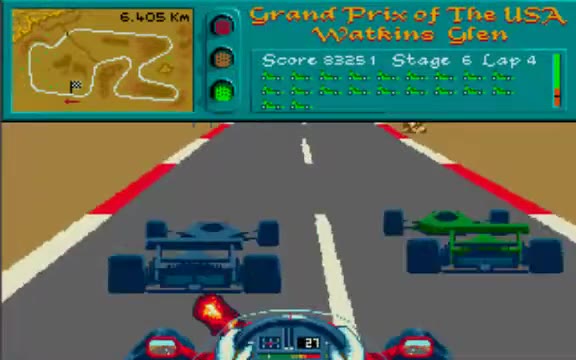 6.405 Km
Grand Prix of The USA
Watkins Glen
Score 83251 Stage 6 Lap 4
27